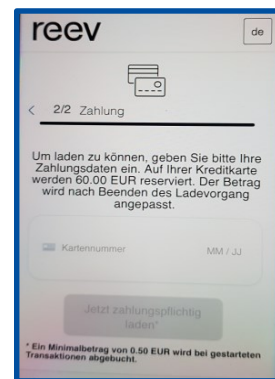 reev
de
< 2/2 Zahlung
Um laden zu können, geben Sie bitte Ihre
Zahlungsdaten ein. Auf Ihrer Kreditkarte
werden 60.00 EUR reserviert. Der Betrag
wird nach Beenden des Ladevorgang
angepasst.
Kartennummer MM / JJ
Jetzt zahlungspflichtig
laden*
* Ein Minimalbetrag von 0.50 EUR wird bei gestarteten
Transaktionen abgebucht.